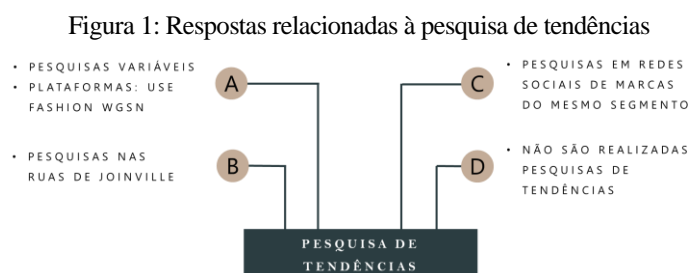 Figura 1: Respostas relacionadas à pesquisa de tendências
• PESQUISAS VARIÁVEIS
• PLATAFORMAS: USE
FASHION WGSN
A
• PESQUISAS NAS
RUAS DE JOINVILLE
B
C
• PESQUISAS EM REDES
SOCIAIS DE MARCAS
DO MESMO SEGMENTO
D
• NÃO SÃO REALIZADAS
PESQUISAS DE
TENDÊNCIAS
PESQUISA DE
TENDÊNCIAS